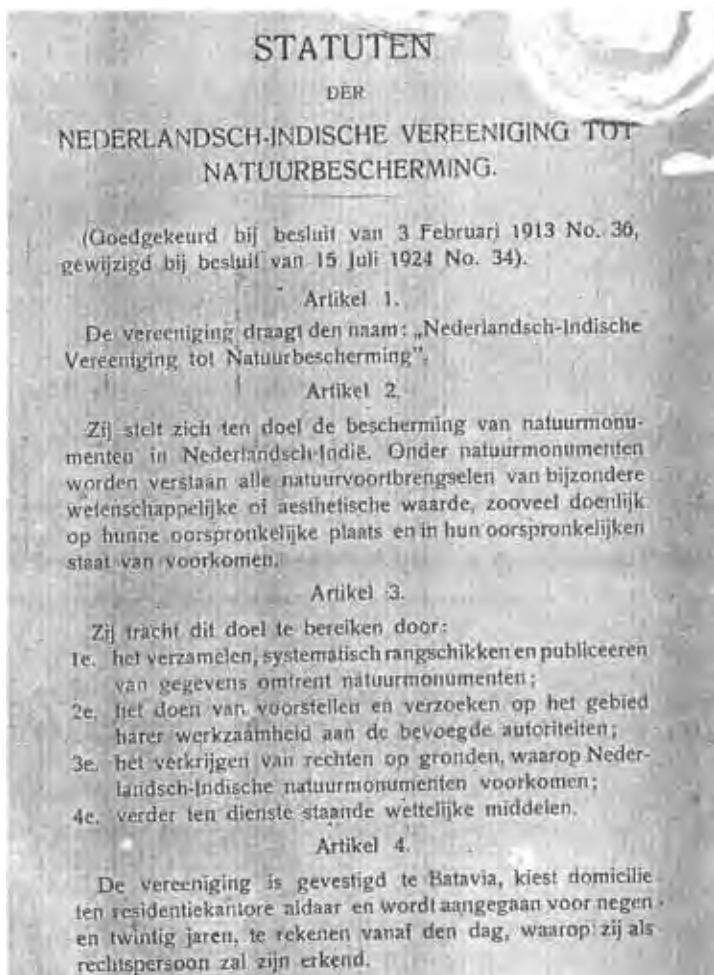 STATUTEN
DER
NEDERLANDSCH-INDISCHE VEREENIGING TOT
NATUURBESCHERMING.
(Goedgekeurd bij besluit van 3 Februari 1913 No. 36,
gewijzigd bij besluit van 15 Juli 1924 No. 34).
Artikel 1.
De vereeniging draagt den naam: „Nederlandsch-Indische
Vereeniging tot Natuurbescherming".
Artikel 2.
Zij stelt zich ten doel de bescherming van natuurmonu-
menten in Nederlandsch-Indië. Onder natuurmonumenten
worden verstaan alle natuurvoortbrengselen van bijzondere
wetenschappelijke of aesthetische waarde, zooveel doenlijk
op hunne oorspronkelijke plaats en in hun oorspronkelijken
staat van voorkomen.
Artikel 3.
Zij tracht dit doel te bereiken door:
1e. het verzamelen, systematisch rangschikken en publiceeren
van gegevens omtrent natuurmonumenten;
2e. het doen van voorstellen en verzoeken op het gebied
harer werkzaamheid aan de bevoegde autoriteiten;
3e. het verkrijgen van rechten op gronden, waarop Neder-
landsch-Indische natuurmonumenten voorkomen;
4e. verder ten dienste staande wettelijke middelen.
Artikel 4.
De vereeniging is gevestigd te Batavia, kiest domicilie
ten residentiekantore aldaar en wordt aangegaan voor negen
en twintig jaren, te rekenen vanaf den dag, waarop zij als
rechtspersoon zal zijn erkend.